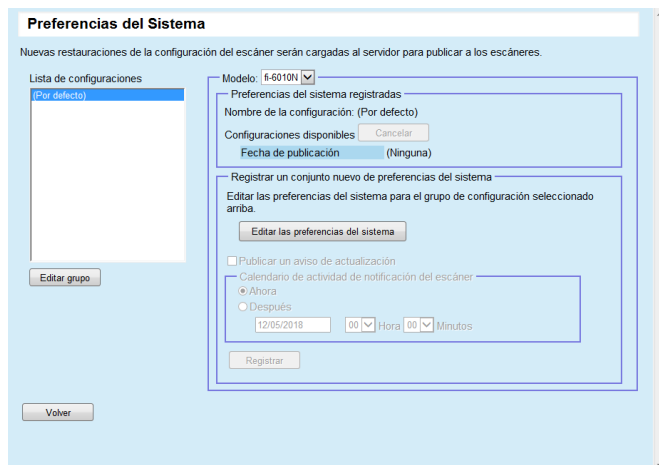 Preferencias del Sistema
Nuevas restauraciones de la configuración del escáner serán cargadas al servidor para publicar a los escáneres.
Lista de configuraciones
(Por defecto)
Editar grupo
Modelo: fi-6010N
Preferencias del sistema registradas
Nombre de la configuración: (Por defecto)
Configuraciones disponibles Cancelar
Fecha de publicación (Ninguna)
Registrar un conjunto nuevo de preferencias del sistema
Editar las preferencias del sistema para el grupo de configuración seleccionado
arriba.
Editar las preferencias del sistema
Publicar un aviso de actualización
Calendario de actividad de notificación del escáner
Ahora
Después
12/05/2018 00 Hora 00 Minutos
Registrar
Volver